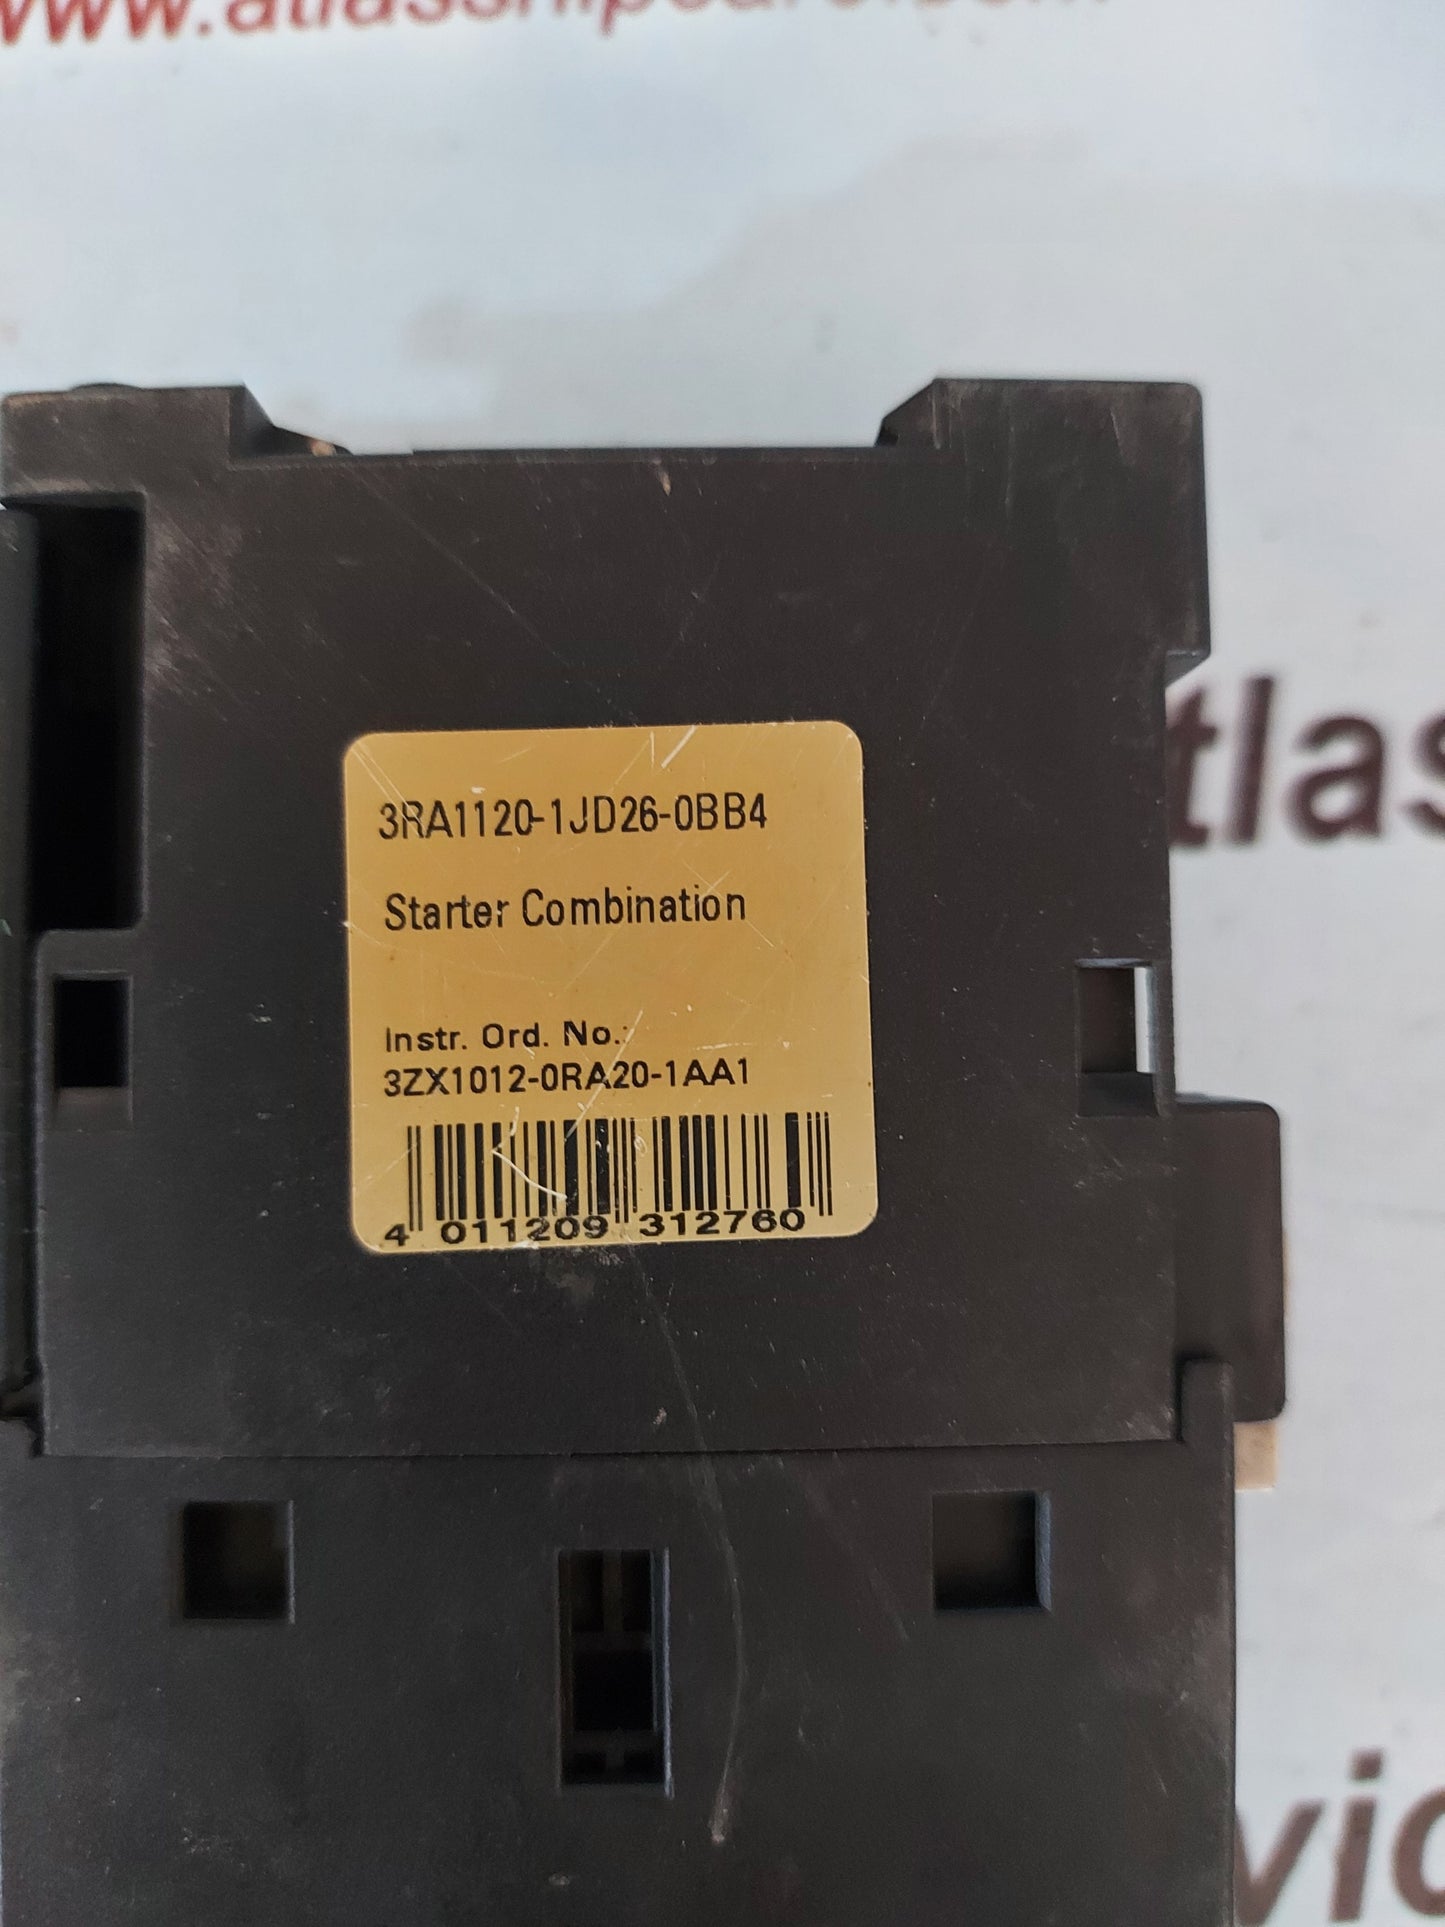 3RA1120-1JD26-0BB4
Starter Combination
Instr. Ord. No.:
3ZX1012-0RA20-1AA1
4 011209 312760